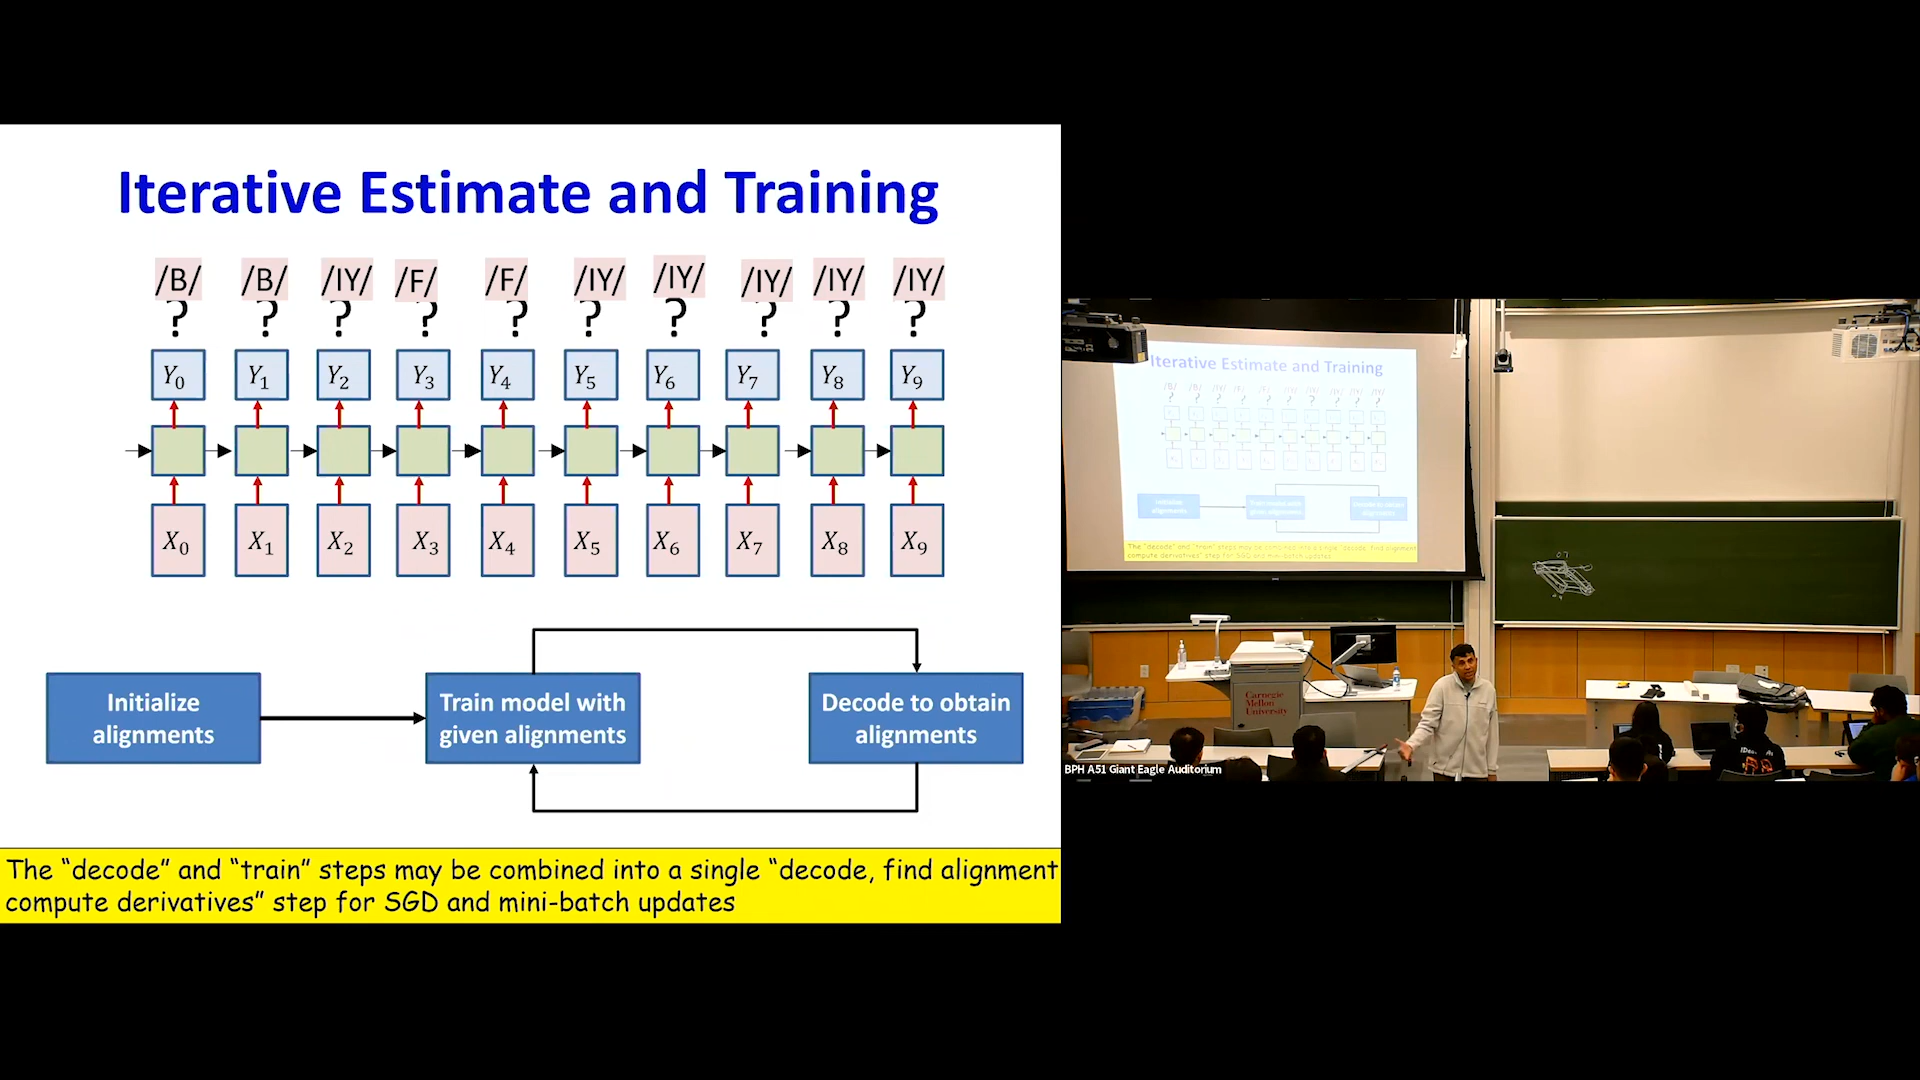 Iterative Estimate and Training
/B/ /B/ /IY/ /F/ /F/ /IY/ /IY/ /IY/ /IY/ /IY/
? ? ? ? ? ? ? ? ? ?
Y0 Y1 Y2 Y3 Y4 Y5 Y6 Y7 Y8 Y9
X0 X1 X2 X3 X4 X5 X6 X7 X8 X9
Initialize
alignments
Train model with
given alignments
Decode to obtain
alignments
The “decode” and “train” steps may be combined into a single “decode, find alignment
compute derivatives” step for SGD and mini-batch updates
Iterative Estimate and Training
Carnegie
Mellon
University
BPH A51 Giant Eagle Auditorium